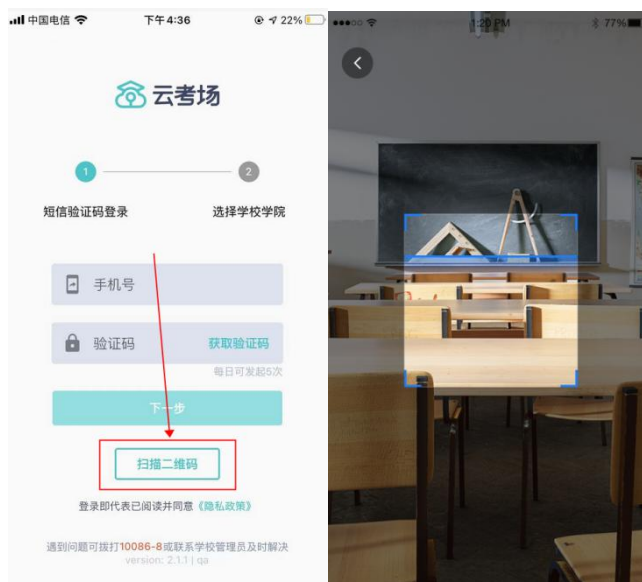 中国电信 下午4:36 22%
云考场
1 2
短信验证码登录 选择学校学院
手机号
验证码 获取验证码
每日可发起5次
下一步
扫描二维码
登录即代表已阅读并同意《隐私政策》
遇到问题可拨打10086-8或联系学校管理员及时解决
version: 2.1.1 | qa
1:20 PM 77%